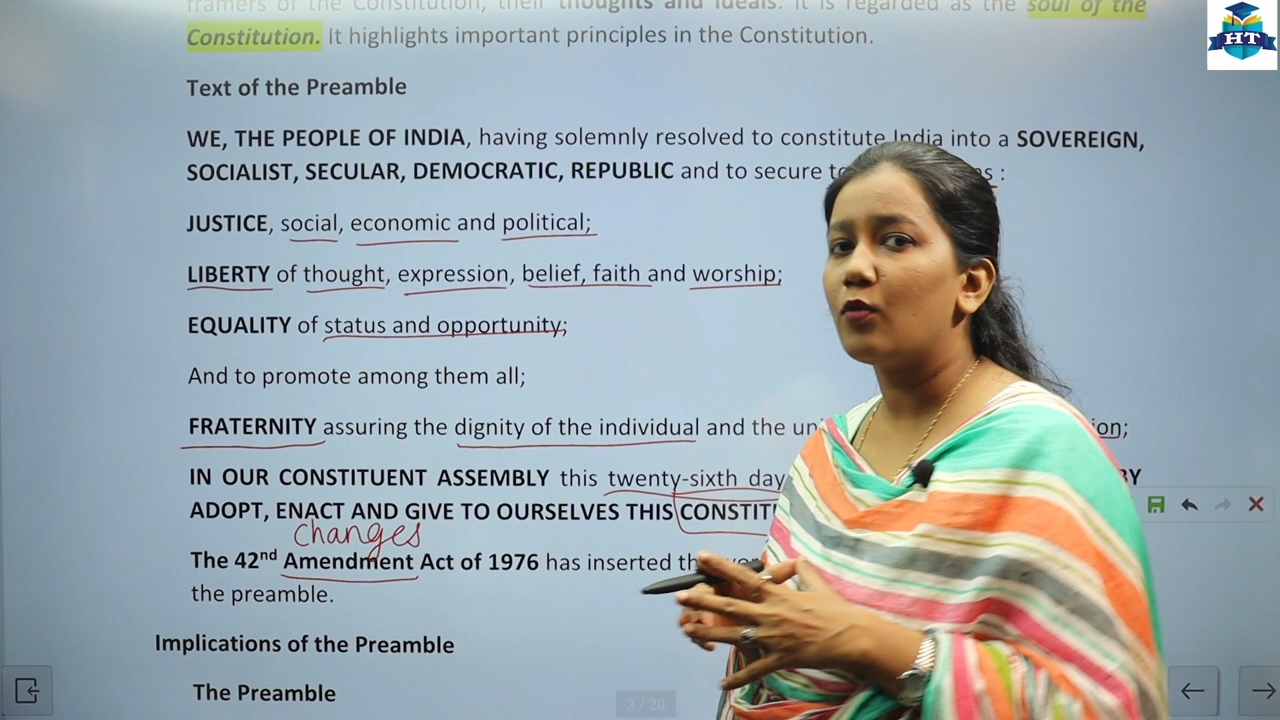 framers of the Constitution, their thoughts and ideals. It is regarded as the soul of the
Constitution. It highlights important principles in the Constitution.
HT
Text of the Preamble
WE, THE PEOPLE OF INDIA, having solemnly resolved to constitute India into a SOVEREIGN,
SOCIALIST, SECULAR, DEMOCRATIC, REPUBLIC and to secure :
JUSTICE, social, economic and political;
LIBERTY of thought, expression, belief, faith and worship;
EQUALITY of status and opportunity;
And to promote among them all;
FRATERNITY assuring the dignity of the individual and the
IN OUR CONSTITUENT ASSEMBLY this twenty-sixth day
ADOPT, ENACT AND GIVE TO OURSELVES THIS
changes
The 42nd Amendment Act of 1976 has inserted
the preamble.
Implications of the Preamble
The Preamble
3 / 20